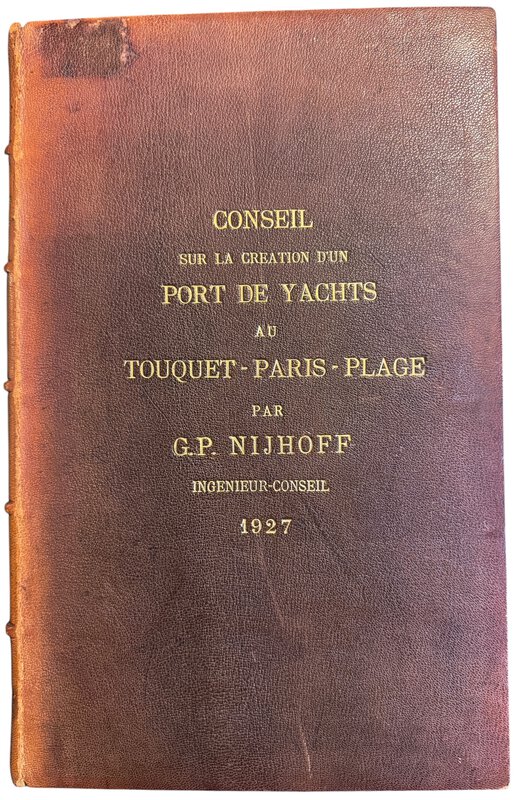 CONSEIL
SUR LA CREATION D'UN
PORT DE YACHTS
AU
TOUQUET-PARIS-PLAGE
PAR
G.P. NIJHOFF
INGENIEUR-CONSEIL
1927